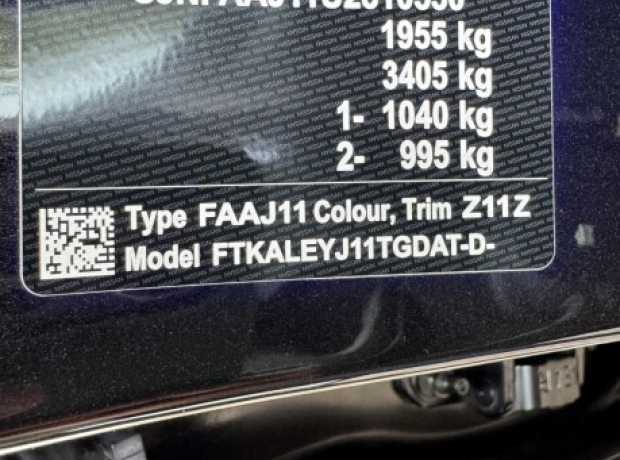 1955 kg
3405 kg
1- 1040 kg
2- 995 kg
Type FAAJ11 Colour, Trim Z11Z
Model FTKALEYJ11TGDAT-D-